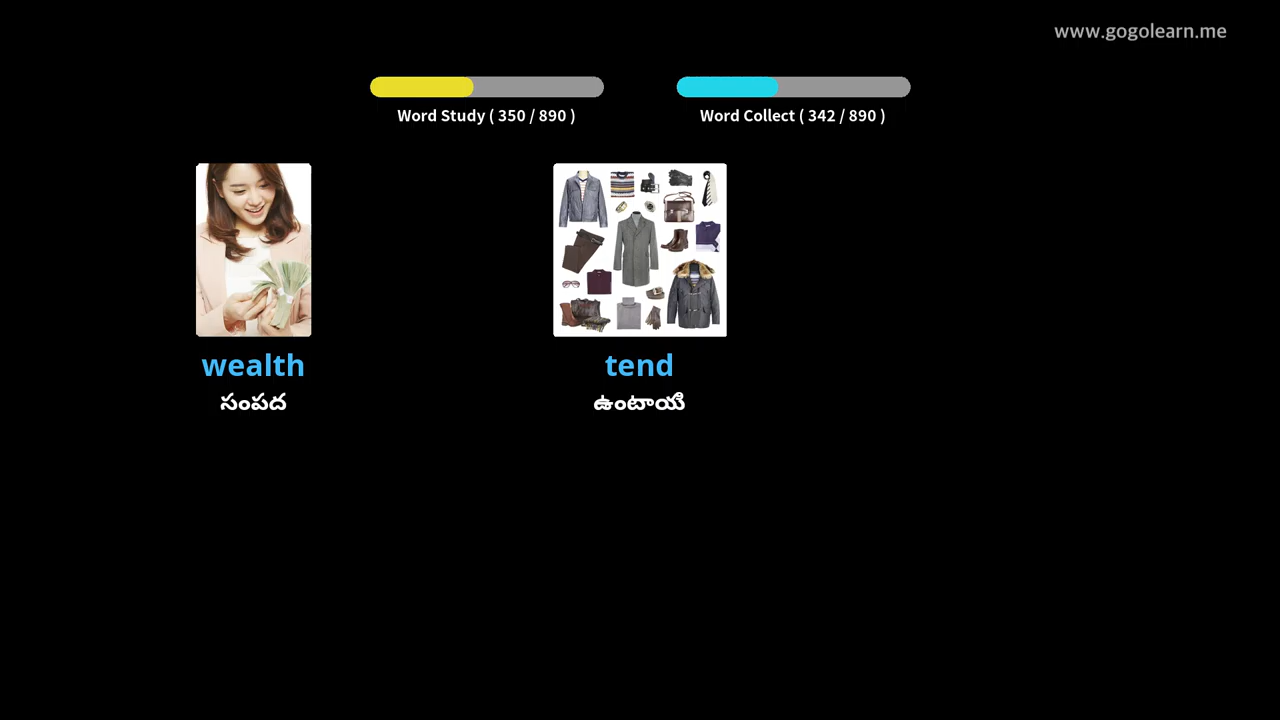 www.gogolearn.me
Word Study ( 350 / 890 )
Word Collect ( 342 / 890 )
wealth
సంపద
tend
ఉంటాయి